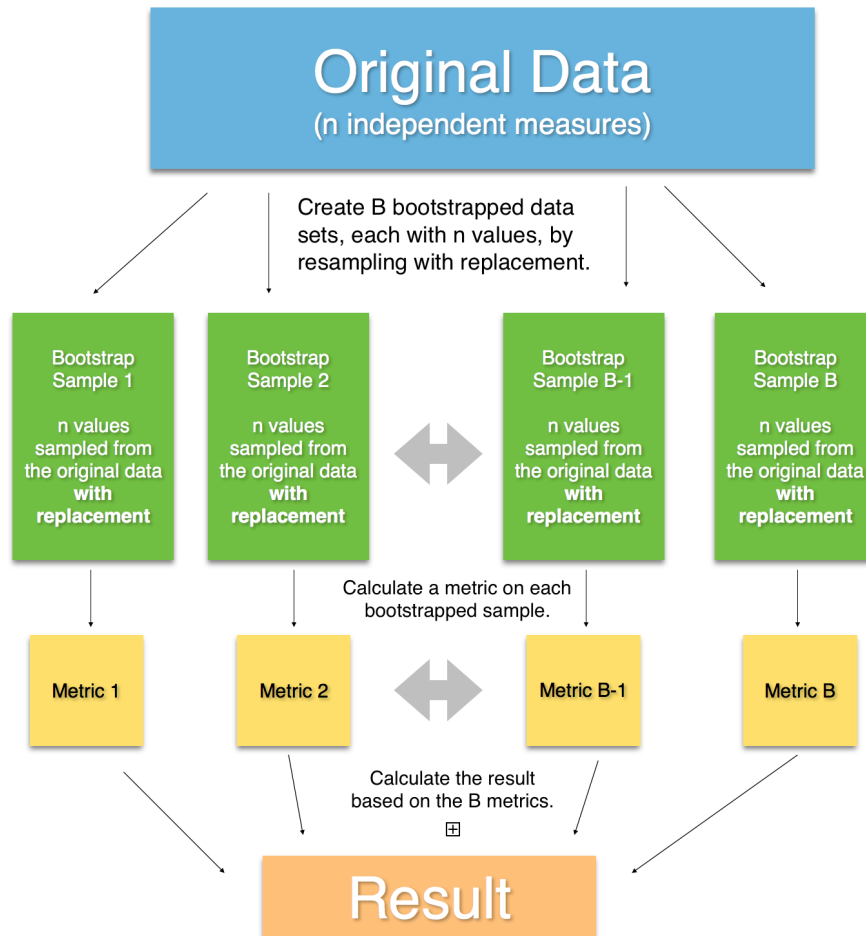 Original Data
(n independent measures)
Create B bootstrapped data
sets, each with n values, by
resampling with replacement.
Bootstrap
Sample 1
n values
sampled from
the original data
with
replacement
Bootstrap
Sample 2
n values
sampled from
the original data
with
replacement
Bootstrap
Sample B-1
n values
sampled from
the original data
with
replacement
Bootstrap
Sample B
n values
sampled from
the original data
with
replacement
Calculate a metric on each
bootstrapped sample.
Metric 1
Metric 2
Metric B-1
Metric B
Calculate the result
based on the B metrics.
Result